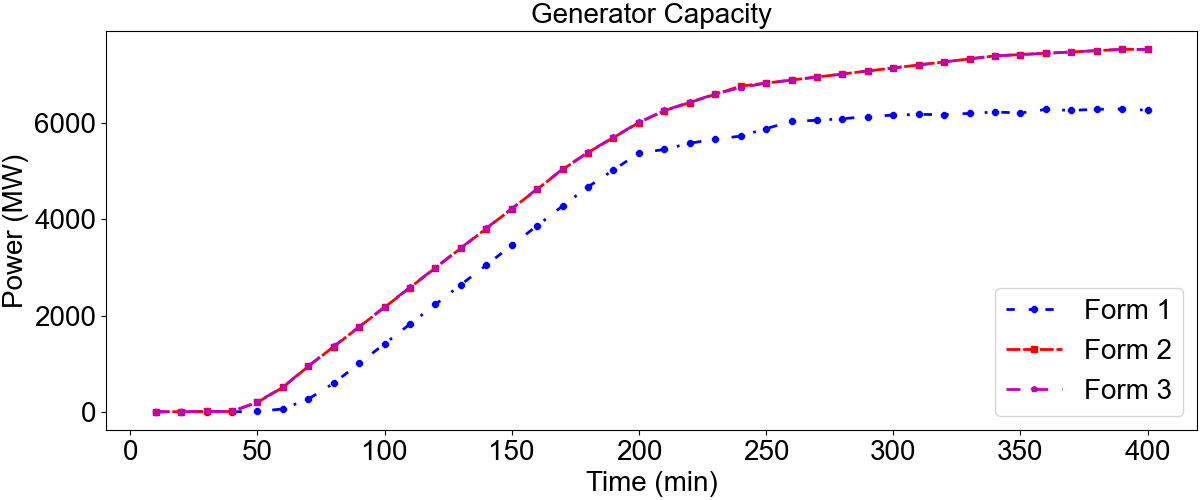 Generator Capacity
Power (MW)
6000
4000
2000
0
Form 1
Form 2
Form 3
0 50 100 150 200 250 300 350 400
Time (min)